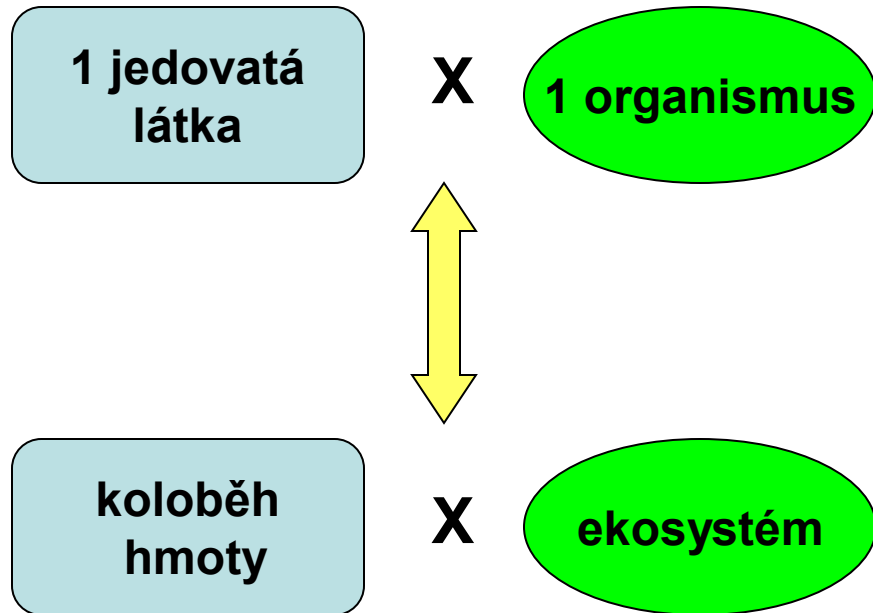 1 jedovatá
látka
X
1 organismus
koloběh
hmoty
X
ekosystém